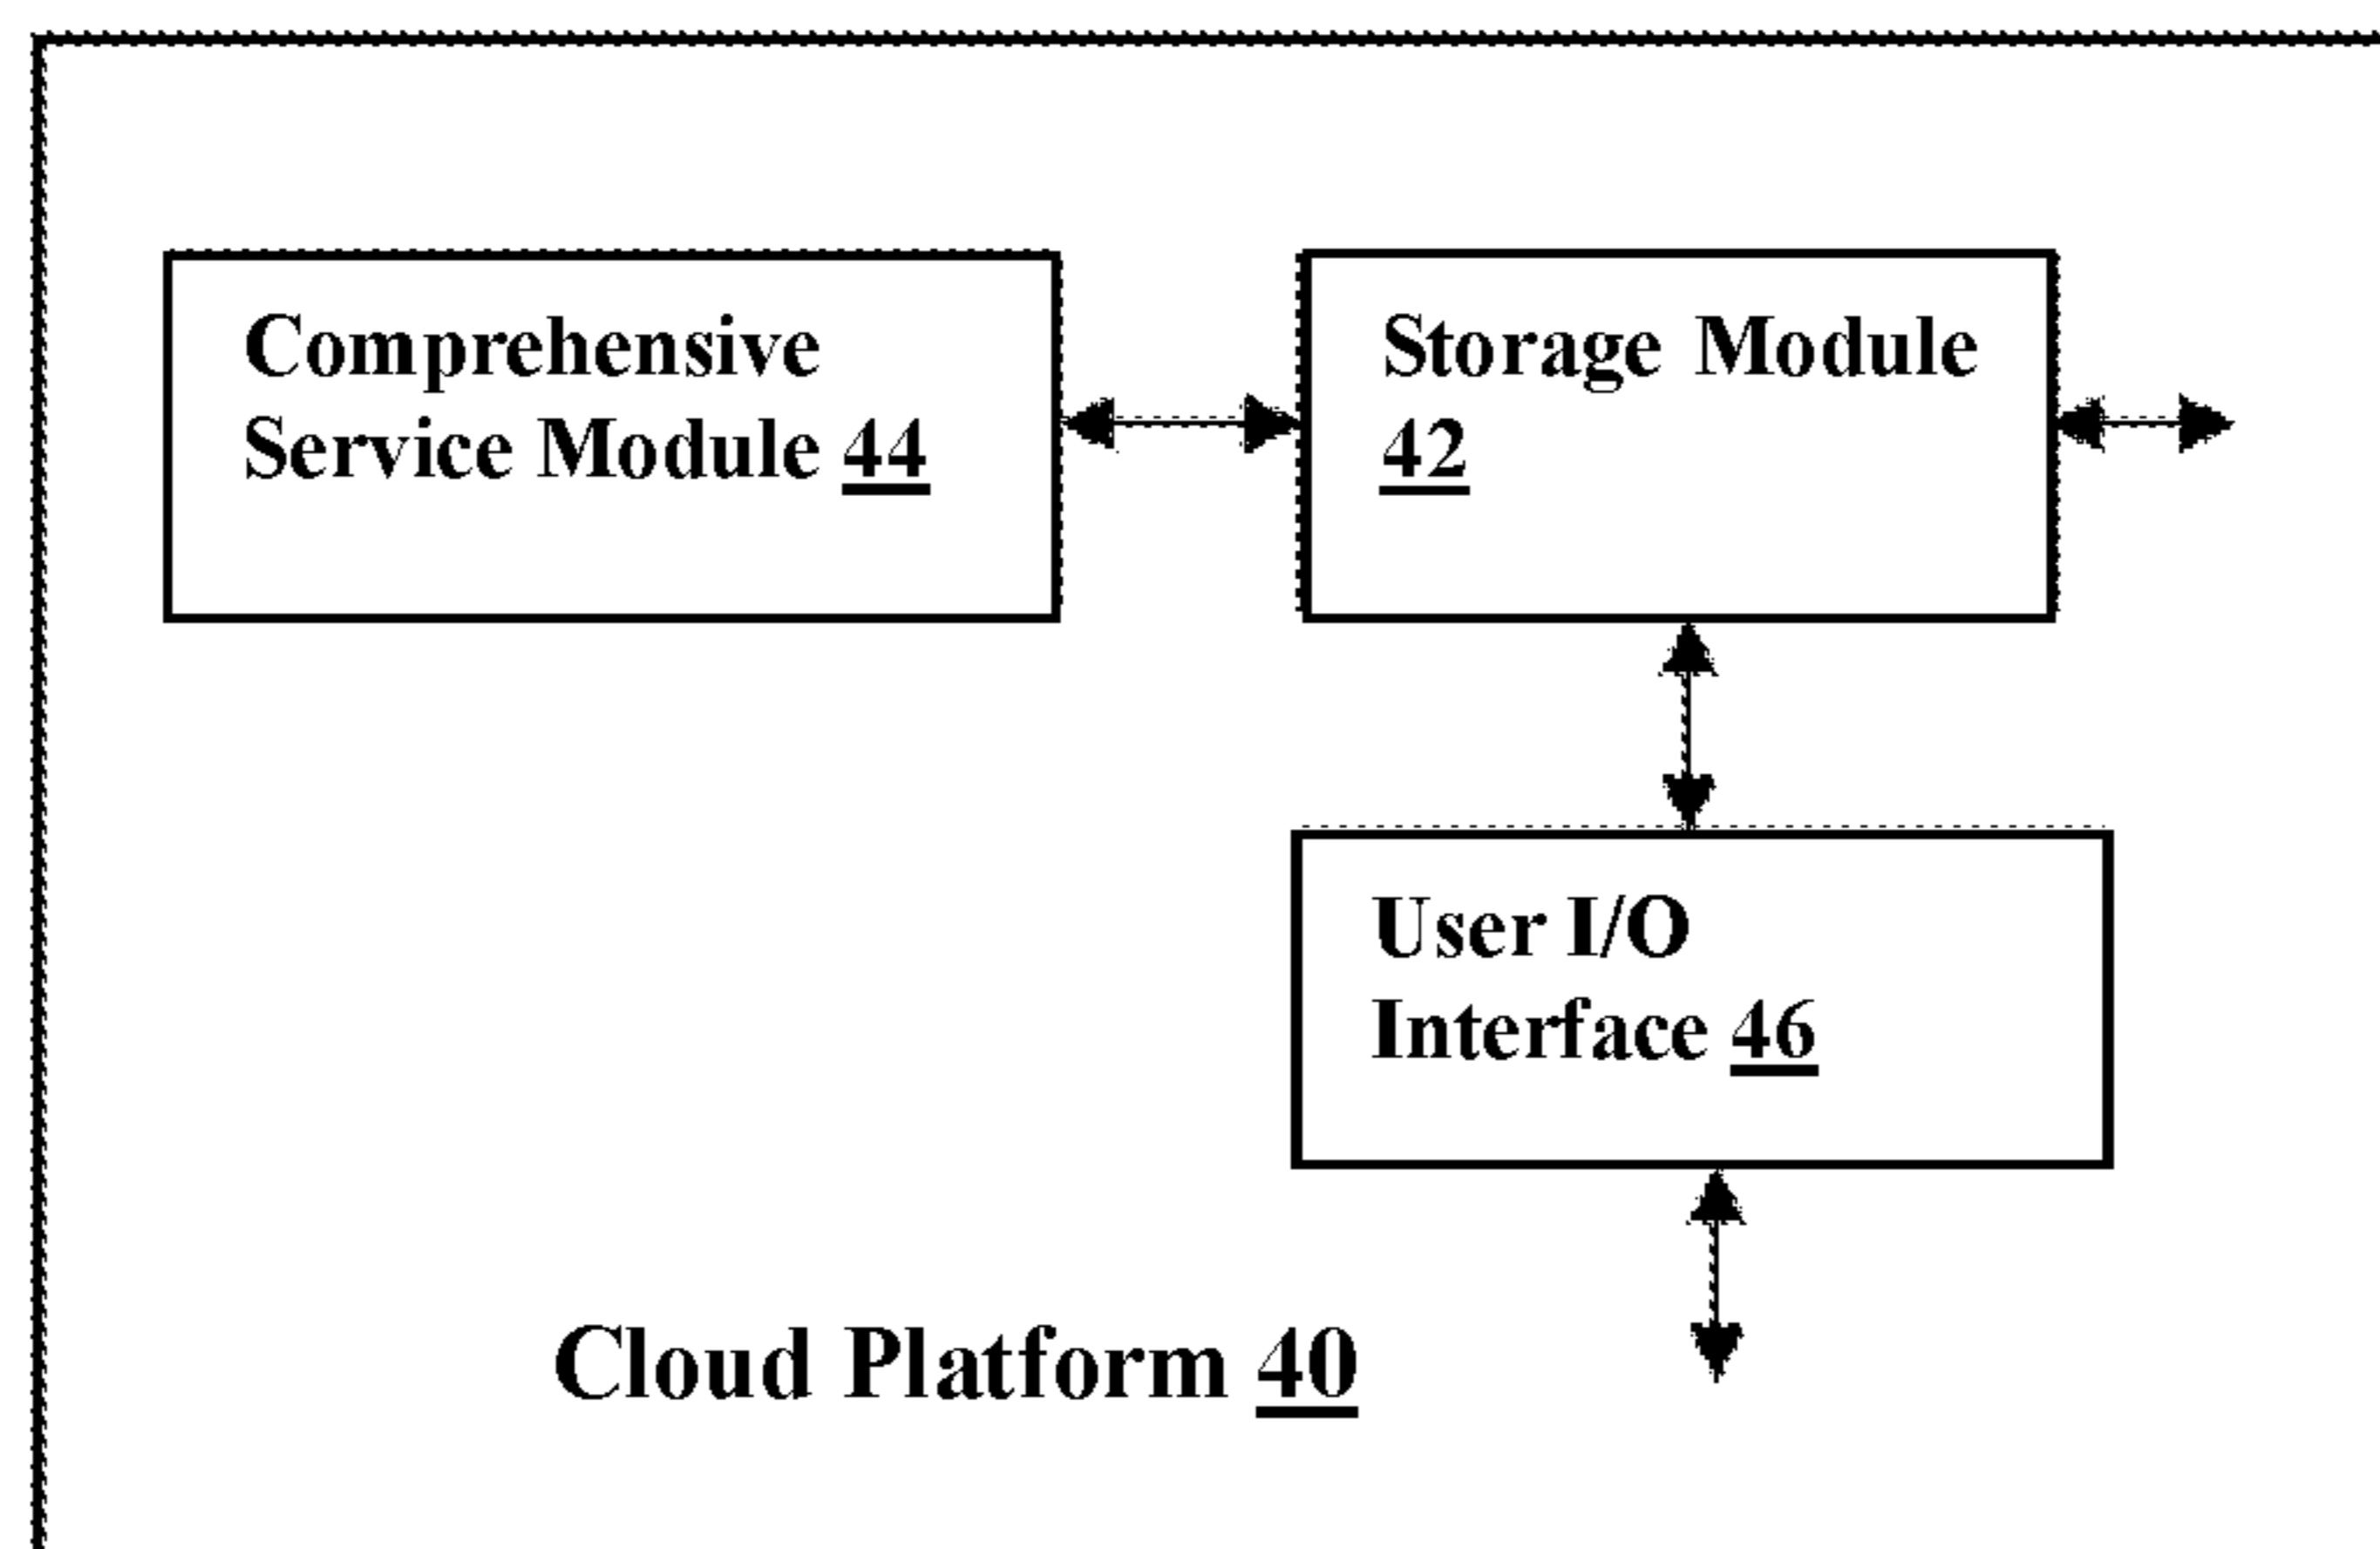 Comprehensive
Service Module 44
Storage Module
42
User I/O
Interface 46
Cloud Platform 40